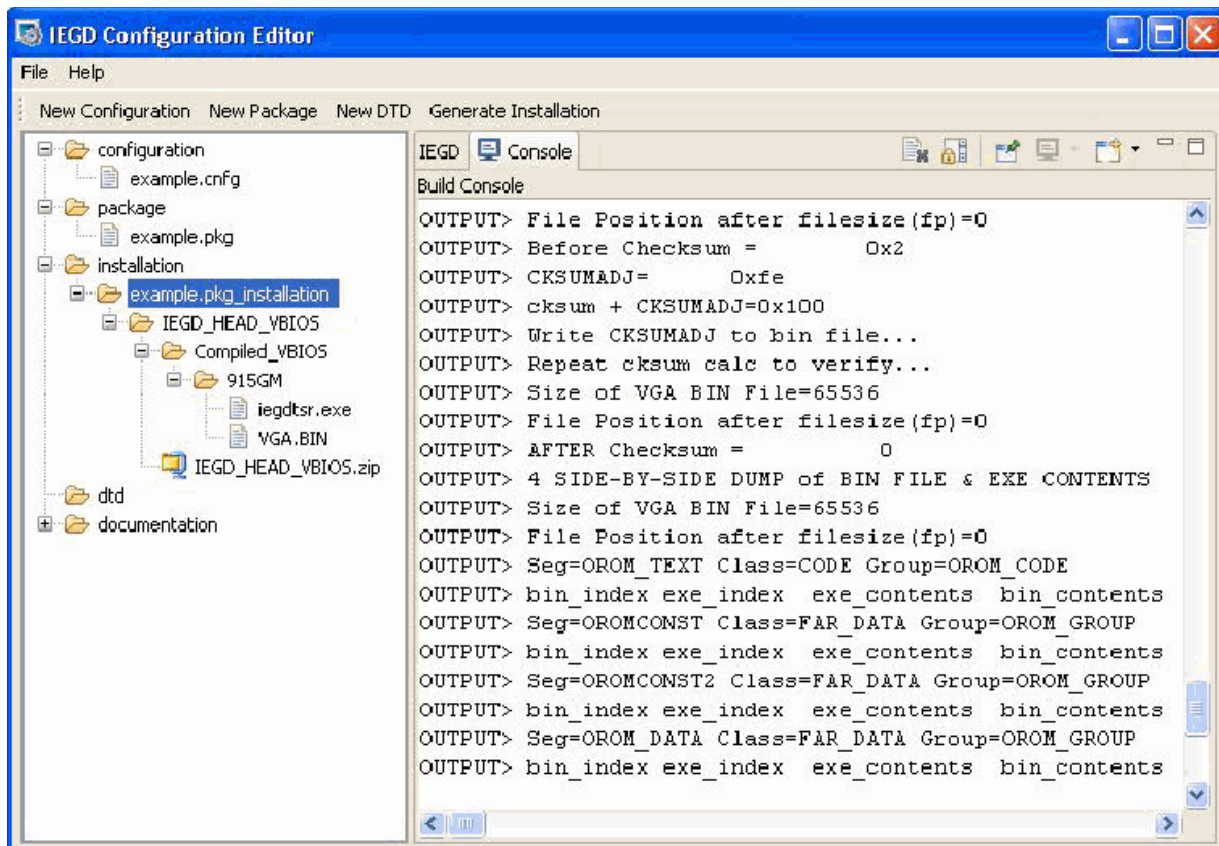 IEGD Configuration Editor
File Help
New Configuration New Package New DTD Generate Installation
configuration
example.cnfg
package
example.pkg
installation
example.pkg_installation
IEGD_HEAD_VBIOS
Compiled_VBIOS
915GM
iegdtsr.exe
VGA.BIN
IEGD_HEAD_VBIOS.zip
dtd
documentation
IEGD Console
Build Console
OUTPUT> File Position after filesize(fp)=0
OUTPUT> Before Checksum = 0x2
OUTPUT> CKSUMADJ= 0xfe
OUTPUT> cksum + CKSUMADJ=0x100
OUTPUT> Write CKSUMADJ to bin file...
OUTPUT> Repeat cksum calc to verify...
OUTPUT> Size of VGA BIN File=65536
OUTPUT> File Position after filesize(fp)=0
OUTPUT> AFTER Checksum = 0
OUTPUT> 4 SIDE-BY-SIDE DUMP of BIN FILE & EXE CONTENTS
OUTPUT> Size of VGA BIN File=65536
OUTPUT> File Position after filesize(fp)=0
OUTPUT> Seg=OROM_TEXT Class=CODE Group=OROM_CODE
OUTPUT> bin_index exe_index exe_contents bin_contents
OUTPUT> Seg=OROMCONST Class=FAR_DATA Group=OROM_GROUP
OUTPUT> bin_index exe_index exe_contents bin_contents
OUTPUT> Seg=OROMCONST2 Class=FAR_DATA Group=OROM_GROUP
OUTPUT> bin_index exe_index exe_contents bin_contents
OUTPUT> Seg=OROM_DATA Class=FAR_DATA Group=OROM_GROUP
OUTPUT> bin_index exe_index exe_contents bin_contents